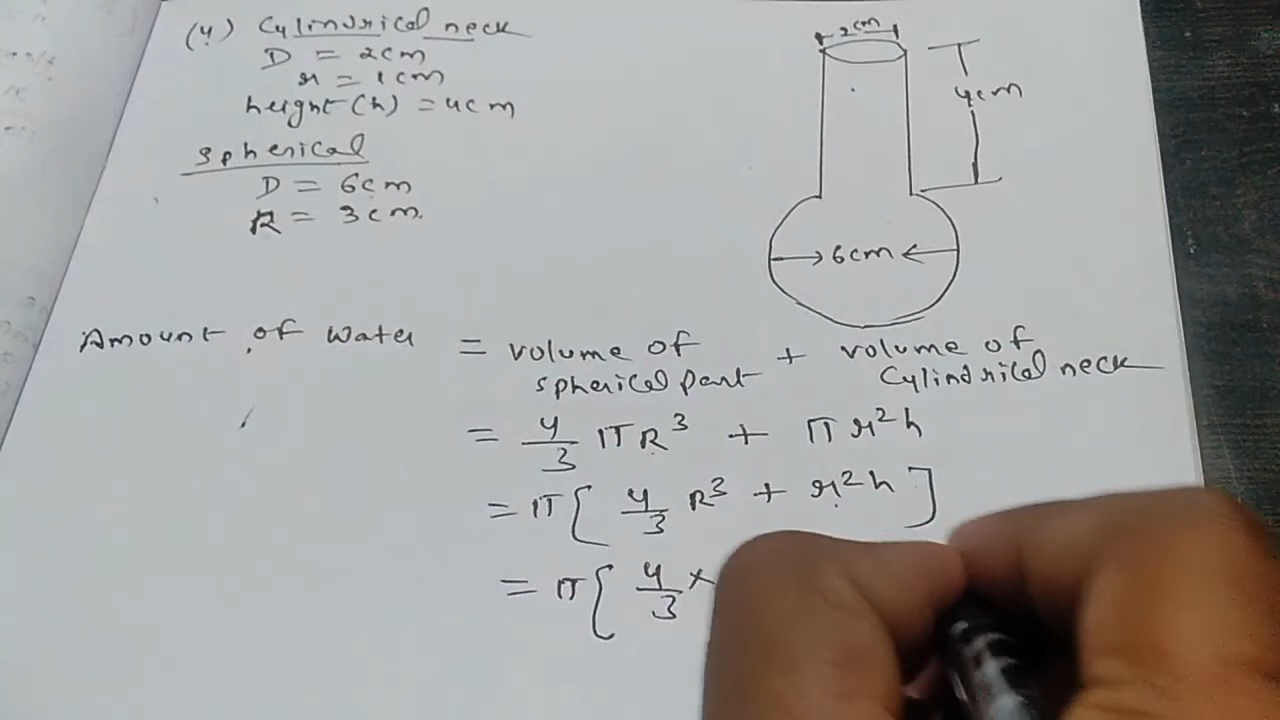 (4) Cylindrical neck
D = 2cm
r = 1cm
height(h) = 4cm
Spherical
D = 6cm
R = 3cm.
2cm
4cm
6cm
Amount of water = volume of spherical part + volume of cylindrical neck
= 4/3 πR³ + πr²h
= π[ 4/3 R³ + r²h ]
= π[ 4/3 ×